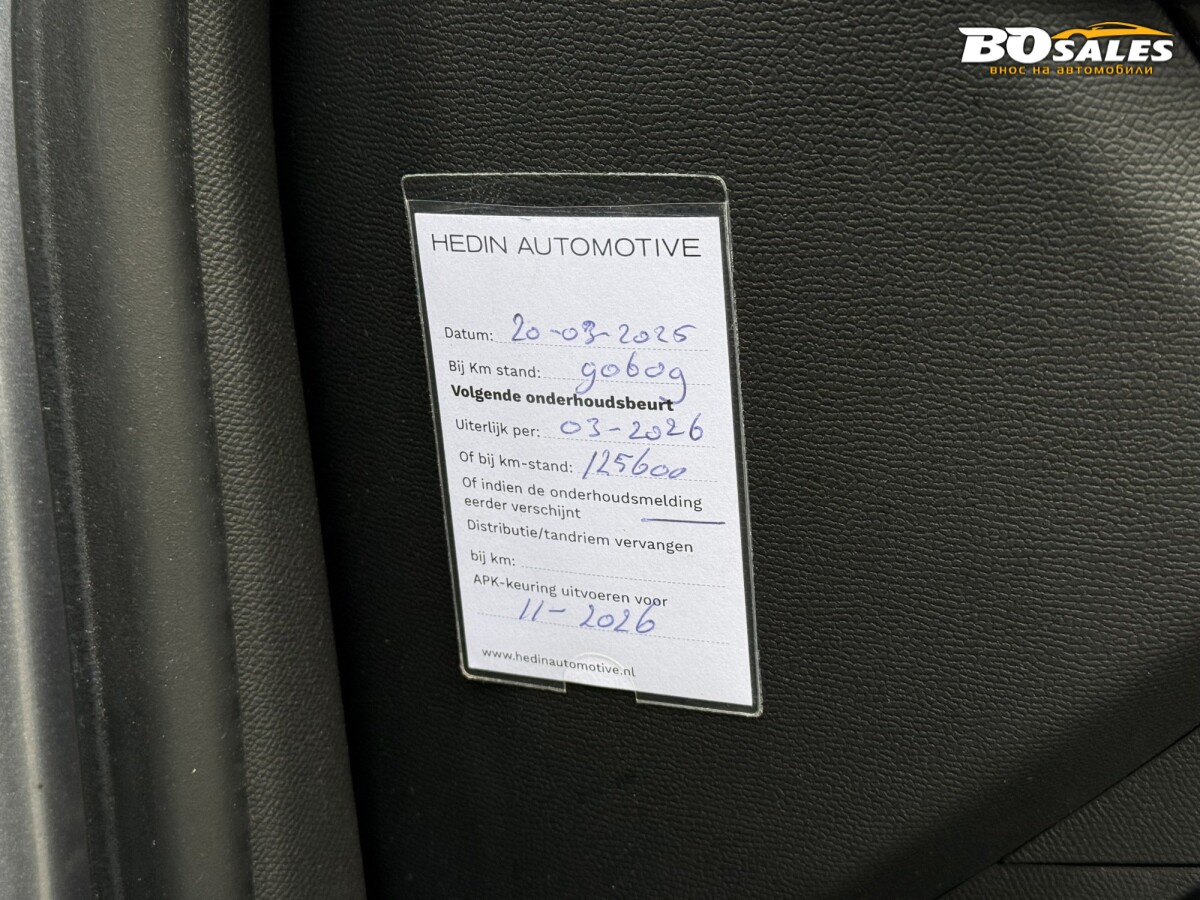 BOSALES
ВНОС НА АВТОМОБИЛИ
HEDIN AUTOMOTIVE
Datum: 20-03-2025
Bij Km stand: 90609
Volgende onderhoudsbeurt
Uiterlijk per: 03-2026
Of bij km-stand: 125600
Of indien de onderhoudsmelding
eerder verschijnt
Distributie/tandriem vervangen
bij km:
APK-keuring uitvoeren voor
11-2026
www.hedinautomotive.nl